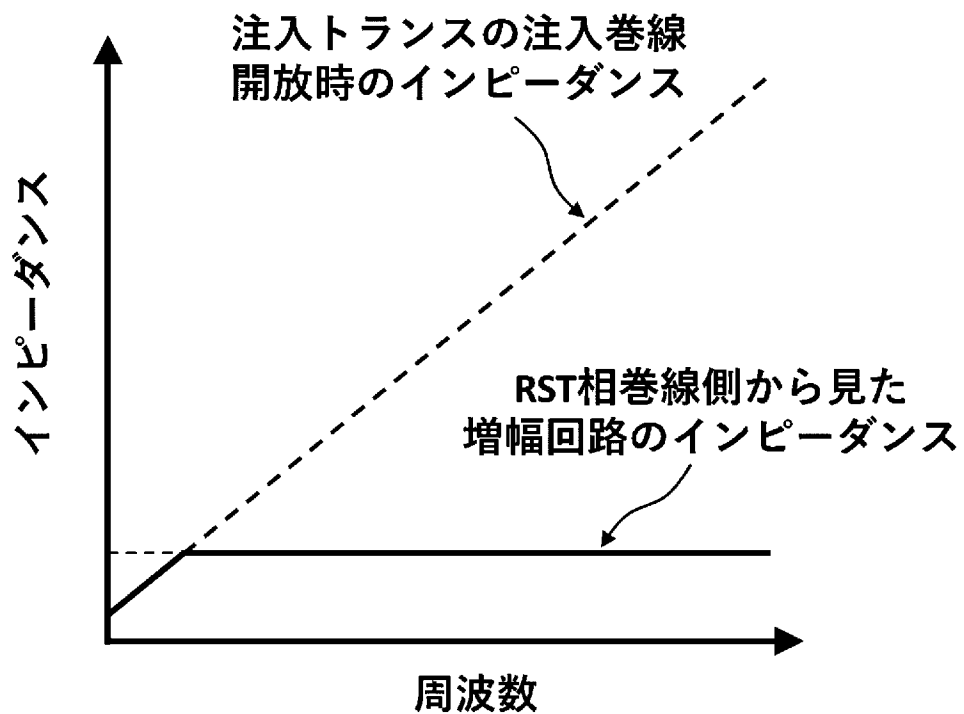 注入トランスの注入巻線
開放時のインピーダンス
インピーダンス
RST相巻線側から見た
増幅回路のインピーダンス
周波数